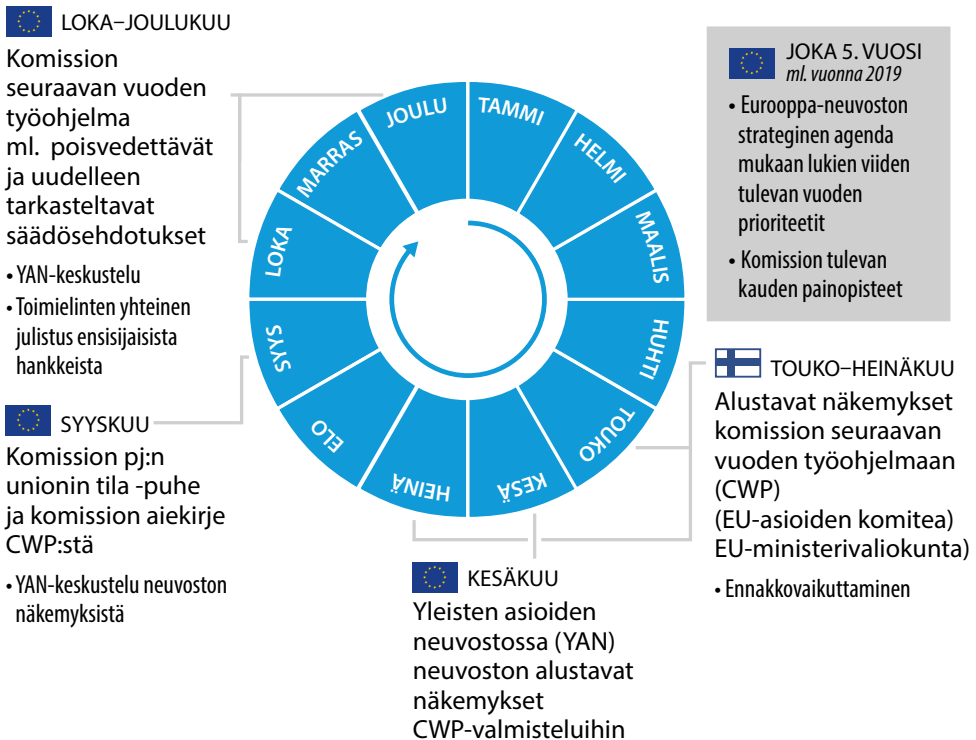 LOKA–JOULUKUU
Komission
seuraavan vuoden
työohjelma
ml. poisvedettävät
ja uudelleen
tarkasteltavat
säädösehdotukset
• YAN-keskustelu
• Toimielinten yhteinen
julistus ensisijaisista
hankkeista
SYYSKUU
Komission pj:n
unionin tila -puhe
ja komission aiekirje
CWP:stä
• YAN-keskustelu neuvoston
näkemyksistä
TAMMI
HELMI
MAALIS
HUHTI
TOUKO
KESÄ
HEINÄ
ELO
SYYS
LOKA
MARRAS
JOULU
KESÄKUU
Yleisten asioiden
neuvostossa (YAN)
neuvoston alustavat
näkemykset
CWP-valmisteluihin
JOKA 5. VUOSI
ml. vuonna 2019
• Eurooppa-neuvoston
strateginen agenda
mukaan lukien viiden
tulevan vuoden
prioriteetit
• Komission tulevan
kauden painopisteet
TOUKO–HEINÄKUU
Alustavat näkemykset
komission seuraavan
vuoden työohjelmaan
(CWP)
(EU-asioiden komitea)
EU-ministerivaliokunta)
• Ennakkovaikuttaminen